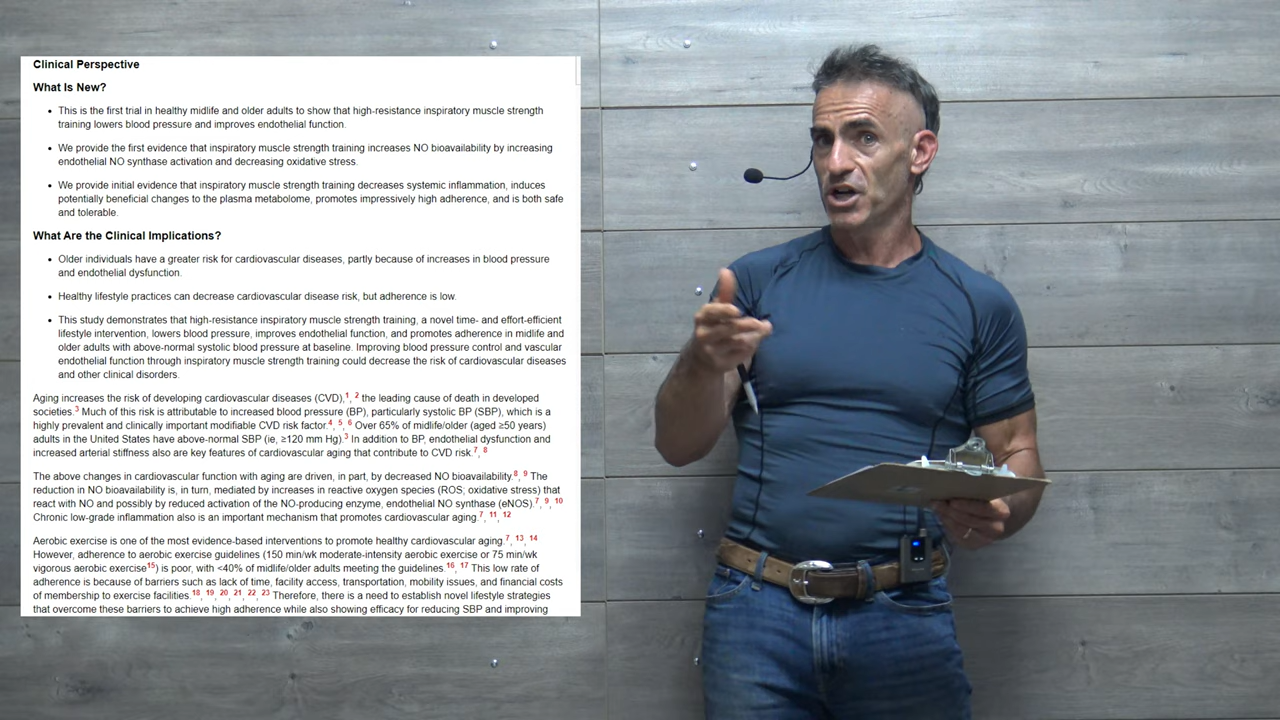 Clinical Perspective
What Is New?
• This is the first trial in healthy midlife and older adults to show that high-resistance inspiratory muscle strength
training lowers blood pressure and improves endothelial function.
• We provide the first evidence that inspiratory muscle strength training increases NO bioavailability by increasing
endothelial NO synthase activation and decreasing oxidative stress.
• We provide initial evidence that inspiratory muscle strength training decreases systemic inflammation, induces
potentially beneficial changes to the plasma metabolome, promotes impressively high adherence, and is both safe
and tolerable.
What Are the Clinical Implications?
• Older individuals have a greater risk for cardiovascular diseases, partly because of increases in blood pressure
and endothelial dysfunction.
• Healthy lifestyle practices can decrease cardiovascular disease risk, but adherence is low.
• This study demonstrates that high-resistance inspiratory muscle strength training, a novel time- and effort-efficient
lifestyle intervention, lowers blood pressure, improves endothelial function, and promotes adherence in midlife and
older adults with above-normal systolic blood pressure at baseline. Improving blood pressure control and vascular
endothelial function through inspiratory muscle strength training could decrease the risk of cardiovascular diseases
and other clinical disorders.
Aging increases the risk of developing cardiovascular diseases (CVD),1, 2 the leading cause of death in developed
societies.3 Much of this risk is attributable to increased blood pressure (BP), particularly systolic BP (SBP), which is a
highly prevalent and clinically important modifiable CVD risk factor.4, 5, 6 Over 65% of midlife/older (aged ≥50 years)
adults in the United States have above-normal SBP (ie, ≥120 mm Hg).3 In addition to BP, endothelial dysfunction and
increased arterial stiffness also are key features of cardiovascular aging that contribute to CVD risk.7, 8
The above changes in cardiovascular function with aging are driven, in part, by decreased NO bioavailability.8, 9 The
reduction in NO bioavailability is, in turn, mediated by increases in reactive oxygen species (ROS; oxidative stress) that
react with NO and possibly by reduced activation of the NO-producing enzyme, endothelial NO synthase (eNOS).7, 9, 10
Chronic low-grade inflammation also is an important mechanism that promotes cardiovascular aging.7, 11, 12
Aerobic exercise is one of the most evidence-based interventions to promote healthy cardiovascular aging.7, 13, 14
However, adherence to aerobic exercise guidelines (150 min/wk moderate-intensity aerobic exercise or 75 min/wk
vigorous aerobic exercise15) is poor, with <40% of midlife/older adults meeting the guidelines.16, 17 This low rate of
adherence is because of barriers such as lack of time, facility access, transportation, mobility issues, and financial costs
of membership to exercise facilities.18, 19, 20, 21, 22, 23 Therefore, there is a need to establish novel lifestyle strategies
that overcome these barriers to achieve high adherence while also showing efficacy for reducing SBP and improving